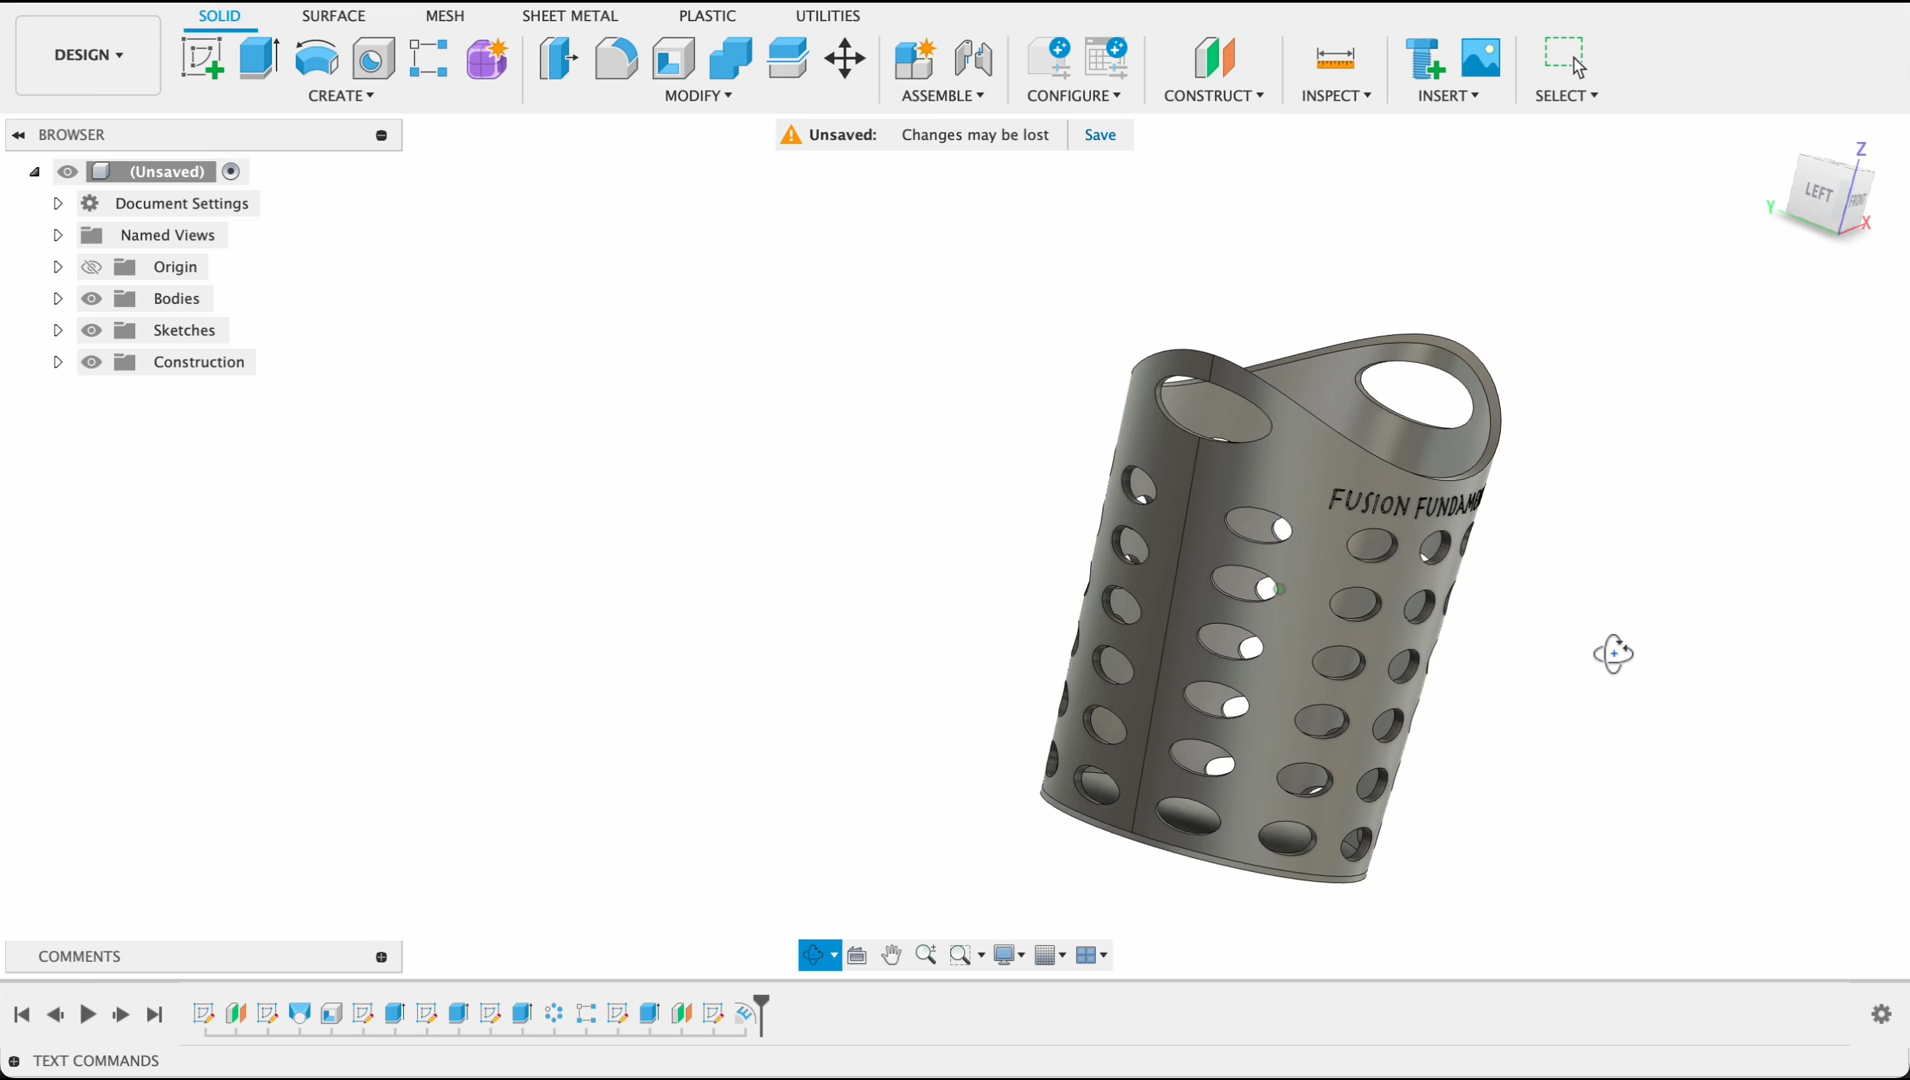 SOLID
SURFACE
MESH
SHEET METAL
PLASTIC
UTILITIES
DESIGN
CREATE
MODIFY
ASSEMBLE
CONFIGURE
CONSTRUCT
INSPECT
INSERT
SELECT
BROWSER
Unsaved: Changes may be lost Save
(Unsaved)
Document Settings
Named Views
Origin
Bodies
Sketches
Construction
Z
LEFT
FRONT
Y
X
FUSION
COMMENTS
TEXT COMMANDS